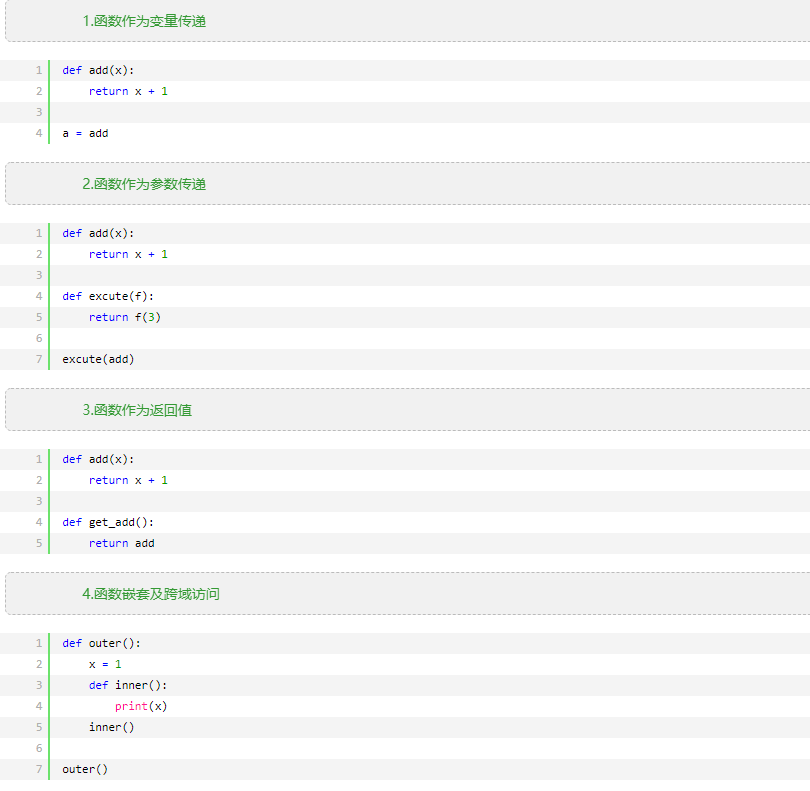 1.函数作为变量传递
1 def add(x):
2     return x + 1
3
4 a = add
2.函数作为参数传递
1 def add(x):
2     return x + 1
3
4 def excute(f):
5     return f(3)
6
7 excute(add)
3.函数作为返回值
1 def add(x):
2     return x + 1
3
4 def get_add():
5     return add
4.函数嵌套及跨域访问
1 def outer():
2     x = 1
3     def inner():
4         print(x)
5     inner()
6
7 outer()